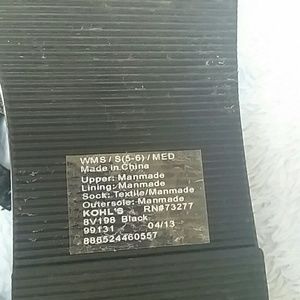 WMS / S(5-6) / MED
Made in China
Upper: Manmade
Lining: Manmade
Sock: Textile/Manmade
Outersole: Manmade
KOHL'S RN#73277
8V198 Black
99131 04/13
886524460557